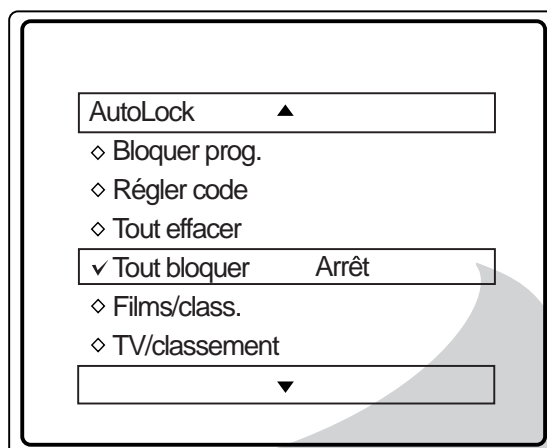 AutoLock
Bloquer prog.
Régler code
Tout effacer
Tout bloquer Arrêt
Films/class.
TV/classement